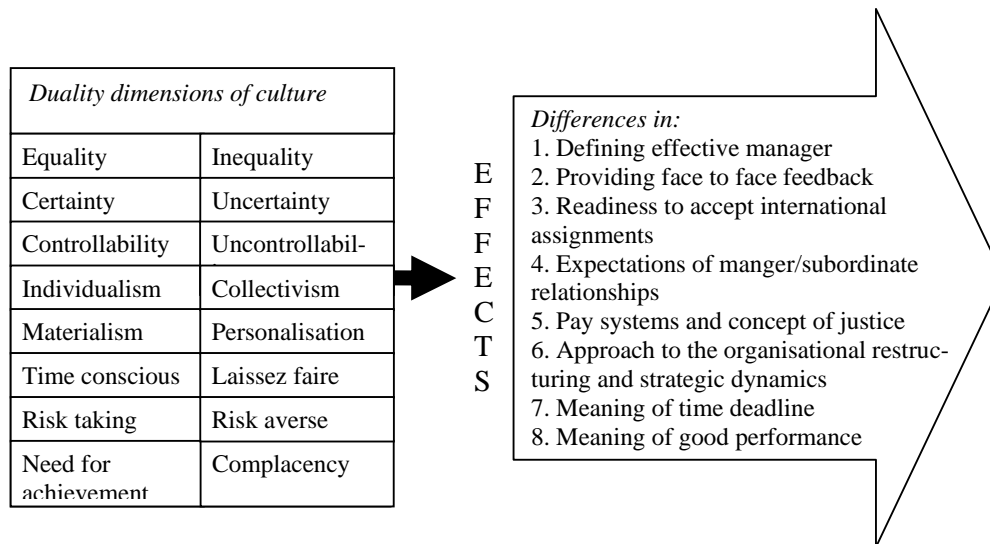 Duality dimensions of culture
Equality Inequality
Certainty Uncertainty
Controllability Uncontrollabil-
Individualism Collectivism
Materialism Personalisation
Time conscious Laissez faire
Risk taking Risk averse
Need for Complacency
achievement
E
F
F
E
C
T
S
Differences in:
1. Defining effective manager
2. Providing face to face feedback
3. Readiness to accept international
assignments
4. Expectations of manger/subordinate
relationships
5. Pay systems and concept of justice
6. Approach to the organisational restruc-
turing and strategic dynamics
7. Meaning of time deadline
8. Meaning of good performance